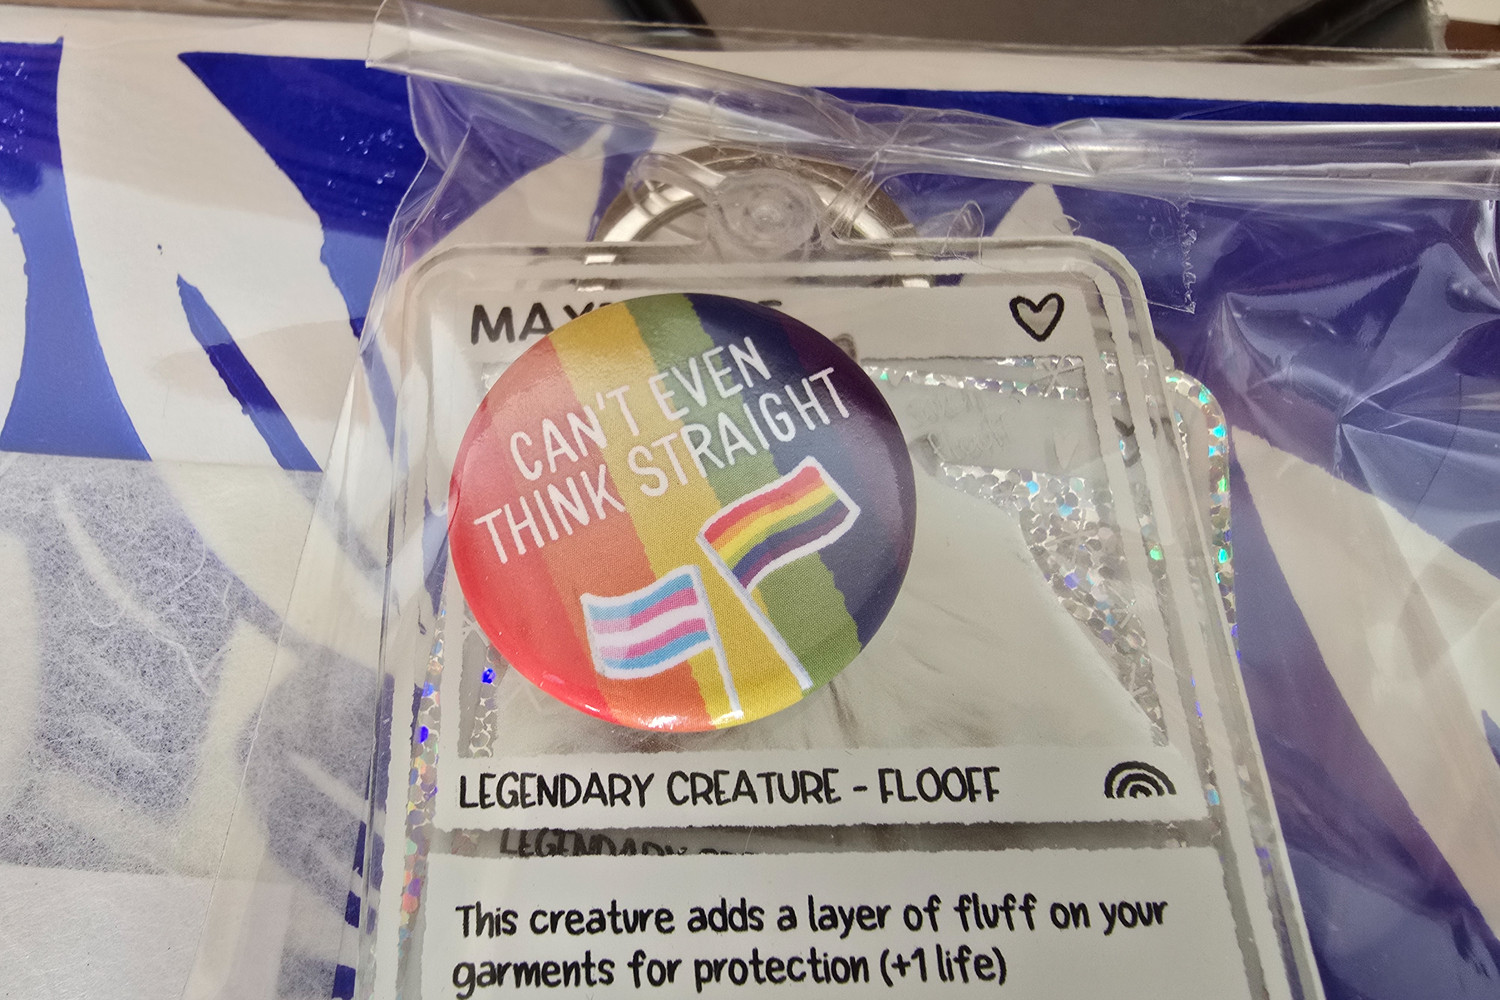 CAN'T EVEN
THINK STRAIGHT
LEGENDARY CREATURE - FLOOFF
LEGENDARY
This creature adds a layer of fluff on your
garments for protection (+1 life)